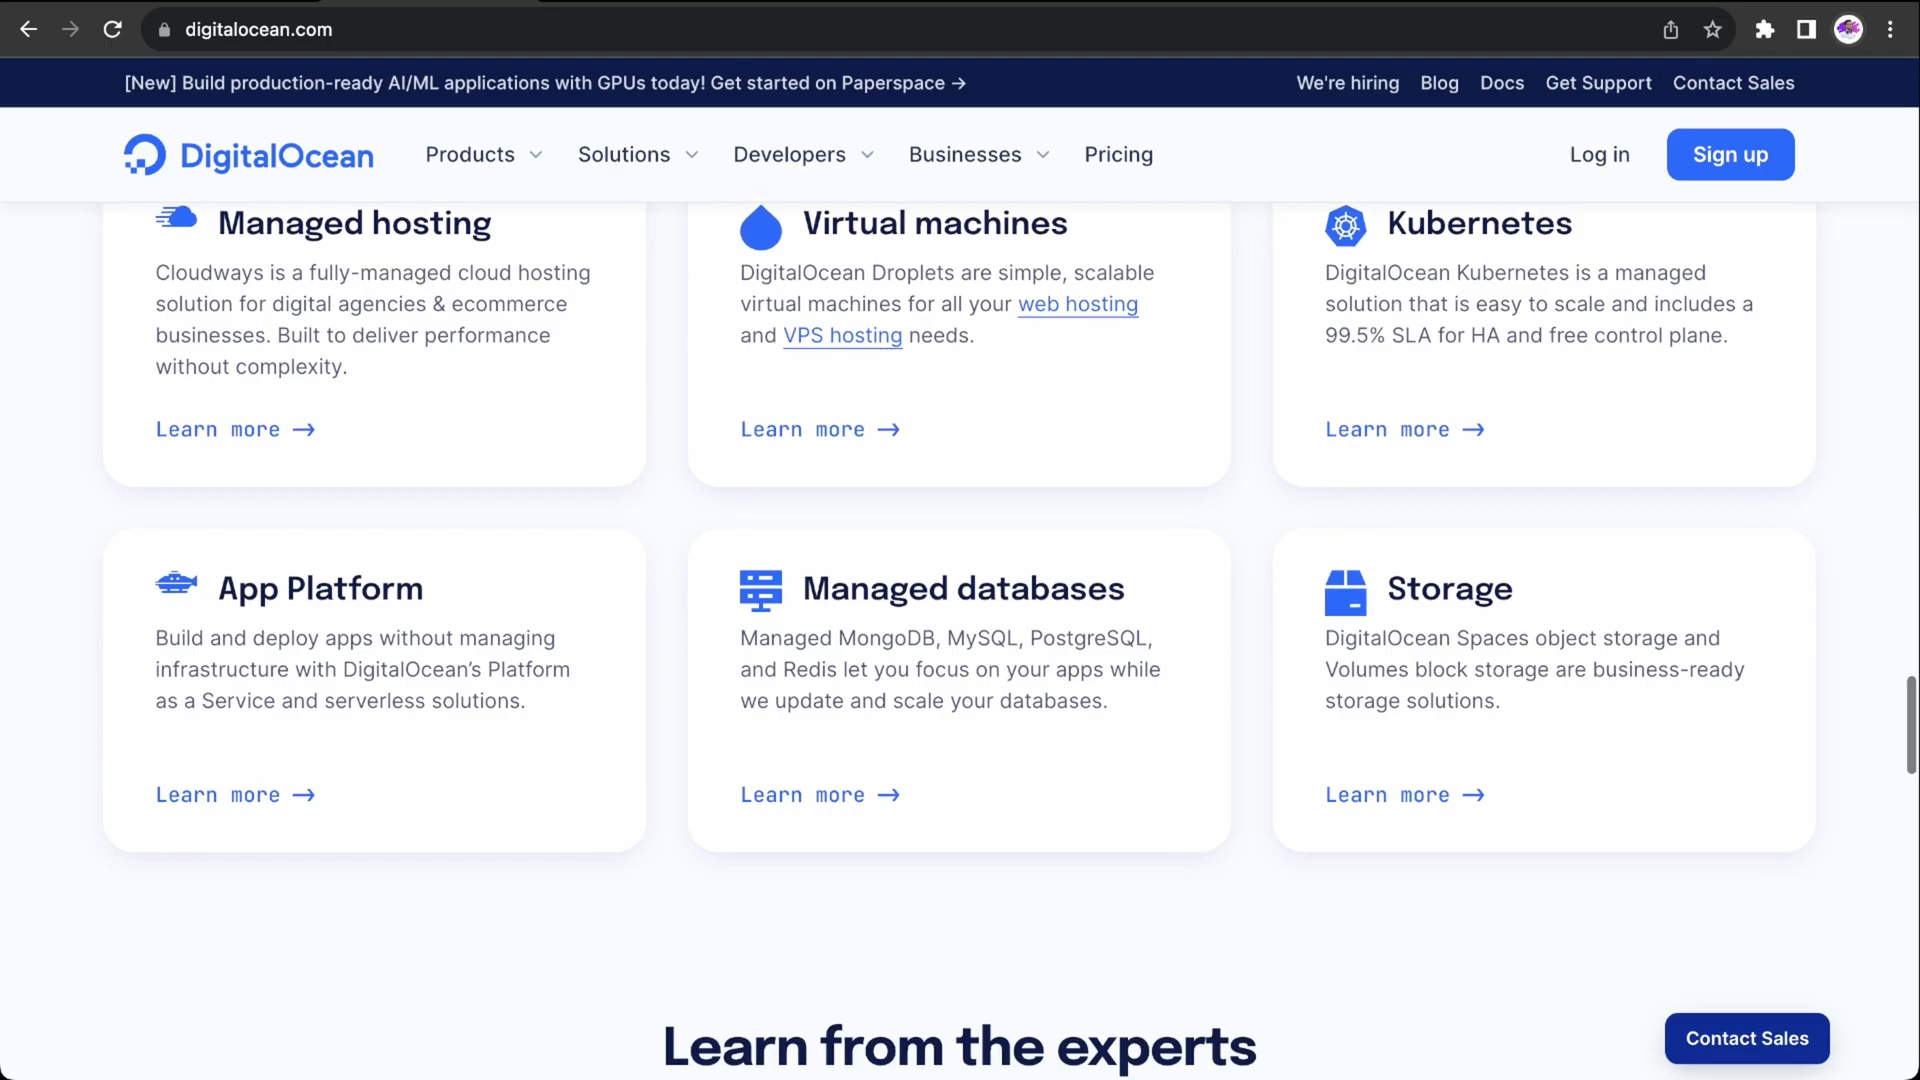 digitalocean.com
[New] Build production-ready AI/ML applications with GPUs today! Get started on Paperspace →
We're hiring Blog Docs Get Support Contact Sales
DigitalOcean Products Solutions Developers Businesses Pricing Log in Sign up
Managed hosting
Cloudways is a fully-managed cloud hosting
solution for digital agencies & ecommerce
businesses. Built to deliver performance
without complexity.
Learn more →
Virtual machines
DigitalOcean Droplets are simple, scalable
virtual machines for all your web hosting
and VPS hosting needs.
Learn more →
Kubernetes
DigitalOcean Kubernetes is a managed
solution that is easy to scale and includes a
99.5% SLA for HA and free control plane.
Learn more →
App Platform
Build and deploy apps without managing
infrastructure with DigitalOcean’s Platform
as a Service and serverless solutions.
Learn more →
Managed databases
Managed MongoDB, MySQL, PostgreSQL,
and Redis let you focus on your apps while
we update and scale your databases.
Learn more →
Storage
DigitalOcean Spaces object storage and
Volumes block storage are business-ready
storage solutions.
Learn more →
Learn from the experts
Contact Sales